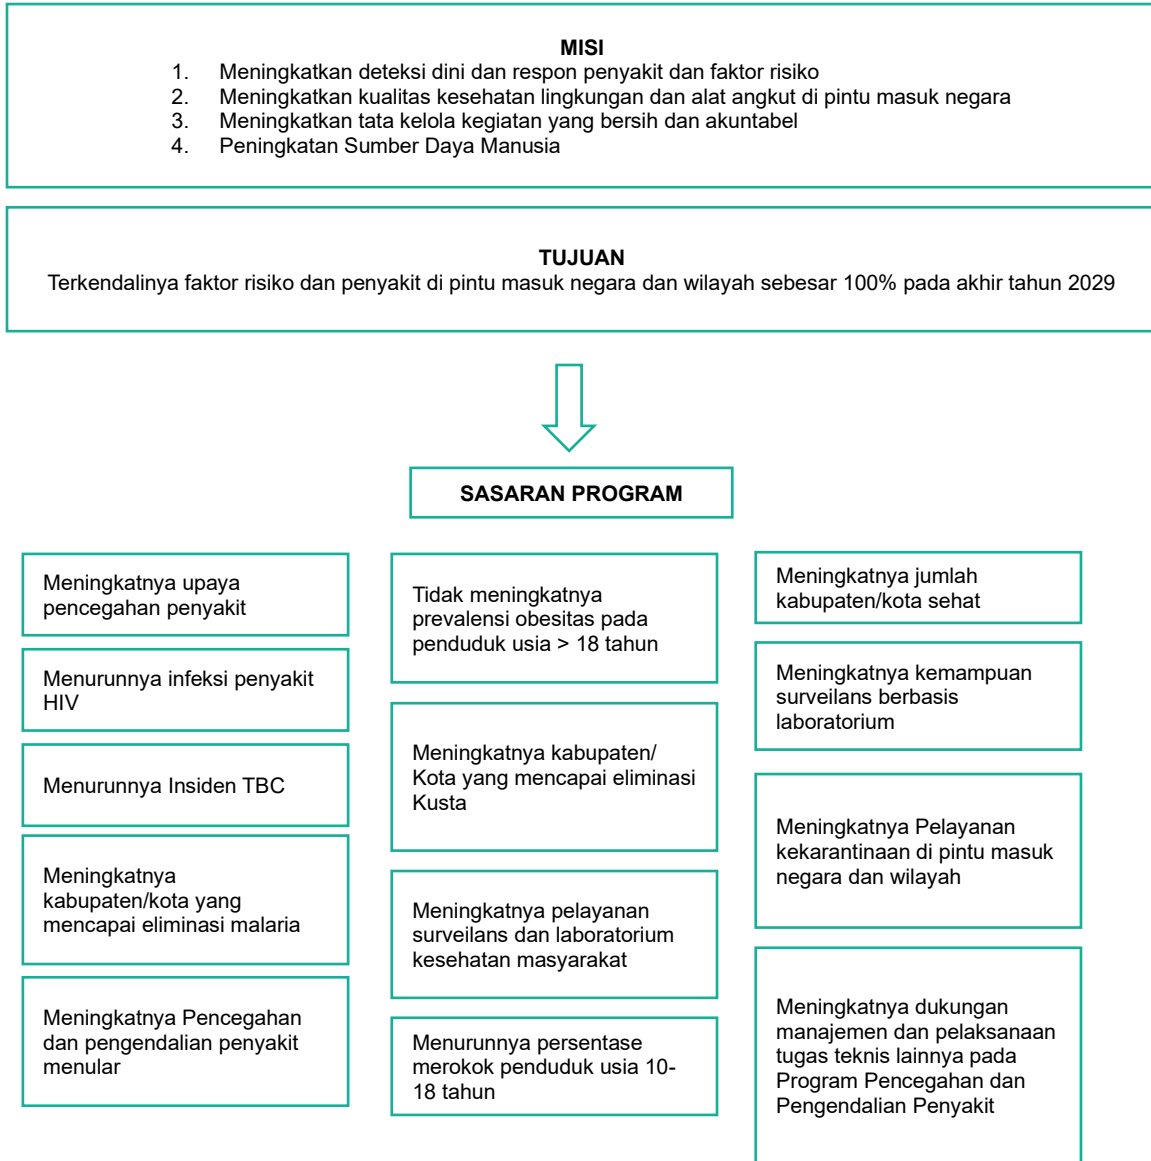 MISI
1. Meningkatkan deteksi dini dan respon penyakit dan faktor risiko
2. Meningkatkan kualitas kesehatan lingkungan dan alat angkut di pintu masuk negara
3. Meningkatkan tata kelola kegiatan yang bersih dan akuntabel
4. Peningkatan Sumber Daya Manusia
TUJUAN
Terkendalinya faktor risiko dan penyakit di pintu masuk negara dan wilayah sebesar 100% pada akhir tahun 2029
SASARAN PROGRAM
Meningkatnya upaya
pencegahan penyakit
Menurunnya infeksi penyakit
HIV
Menurunnya Insiden TBC
Meningkatnya
kabupaten/kota yang
mencapai eliminasi malaria
Meningkatnya Pencegahan
dan pengendalian penyakit
menular
Tidak meningkatnya
prevalensi obesitas pada
penduduk usia > 18 tahun
Meningkatnya kabupaten/
Kota yang mencapai eliminasi
Kusta
Meningkatnya pelayanan
surveilans dan laboratorium
kesehatan masyarakat
Menurunnya persentase
merokok penduduk usia 10-
18 tahun
Meningkatnya jumlah
kabupaten/kota sehat
Meningkatnya kemampuan
surveilans berbasis
laboratorium
Meningkatnya Pelayanan
kekarantinaan di pintu masuk
negara dan wilayah
Meningkatnya dukungan
manajemen dan pelaksanaan
tugas teknis lainnya pada
Program Pencegahan dan
Pengendalian Penyakit